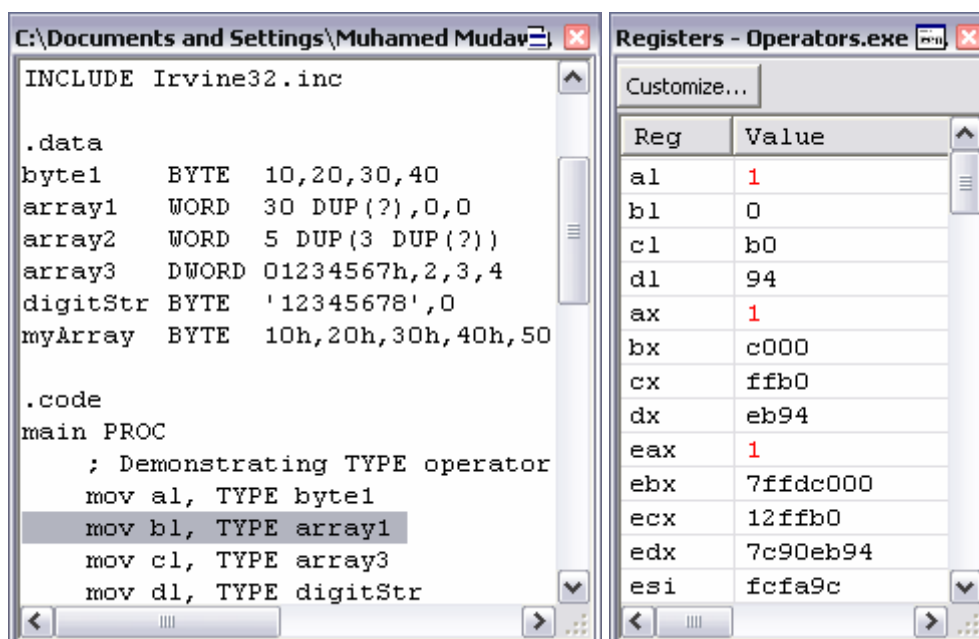 C:\Documents and Settings\Muhamed Mudaw
INCLUDE Irvine32.inc
.data
byte1 BYTE 10,20,30,40
array1 WORD 30 DUP(?),0,0
array2 WORD 5 DUP(3 DUP(?))
array3 DWORD 01234567h,2,3,4
digitStr BYTE '12345678',0
myArray BYTE 10h,20h,30h,40h,50
.code
main PROC
; Demonstrating TYPE operator
mov al, TYPE byte1
mov bl, TYPE array1
mov cl, TYPE array3
mov dl, TYPE digitStr
Registers - Operators.exe
Customize...
Reg Value
al 1
bl 0
cl b0
dl 94
ax 1
bx c000
cx ffb0
dx eb94
eax 1
ebx 7ffdc000
ecx 12ffb0
edx 7c90eb94
esi fcfa9c